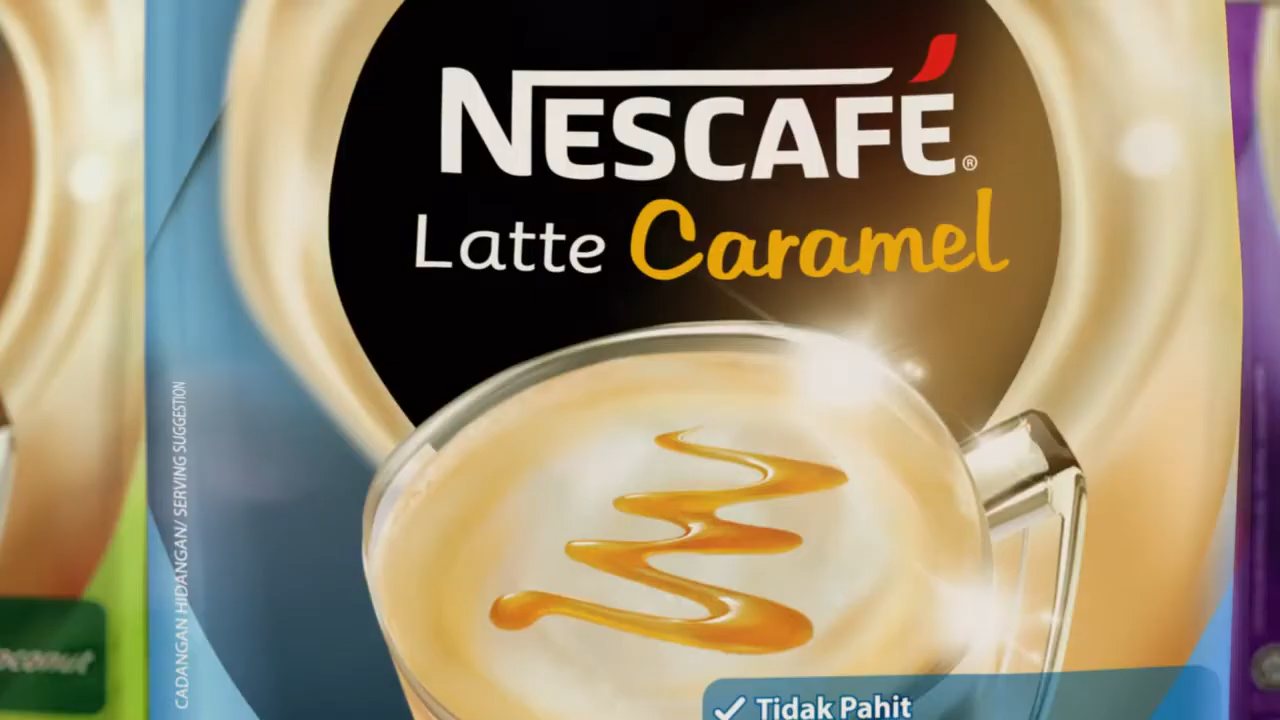 NESCAFÉ®
Latte Caramel
CADANGAN HIDANGAN/ SERVING SUGGESTION
Tidak Pahit